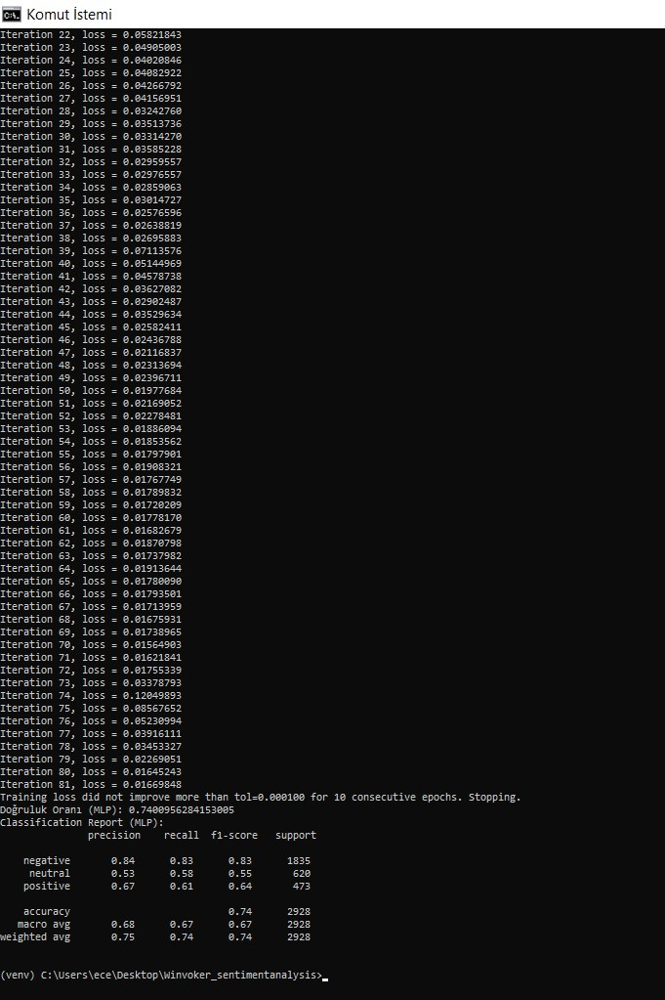 Komut İstemi
Iteration 22, loss = 0.05821843
Iteration 23, loss = 0.04905003
Iteration 24, loss = 0.04020846
Iteration 25, loss = 0.04082922
Iteration 26, loss = 0.04266792
Iteration 27, loss = 0.04156951
Iteration 28, loss = 0.03242760
Iteration 29, loss = 0.03513736
Iteration 30, loss = 0.03314270
Iteration 31, loss = 0.03585228
Iteration 32, loss = 0.02959557
Iteration 33, loss = 0.02976557
Iteration 34, loss = 0.02859063
Iteration 35, loss = 0.03014727
Iteration 36, loss = 0.02576596
Iteration 37, loss = 0.02638819
Iteration 38, loss = 0.02695883
Iteration 39, loss = 0.07113576
Iteration 40, loss = 0.05144969
Iteration 41, loss = 0.04578738
Iteration 42, loss = 0.03627082
Iteration 43, loss = 0.02902487
Iteration 44, loss = 0.03529634
Iteration 45, loss = 0.02582411
Iteration 46, loss = 0.02436788
Iteration 47, loss = 0.02116837
Iteration 48, loss = 0.02313694
Iteration 49, loss = 0.02396711
Iteration 50, loss = 0.01977684
Iteration 51, loss = 0.02169052
Iteration 52, loss = 0.02278481
Iteration 53, loss = 0.01886094
Iteration 54, loss = 0.01853562
Iteration 55, loss = 0.01797901
Iteration 56, loss = 0.01908321
Iteration 57, loss = 0.01767749
Iteration 58, loss = 0.01789832
Iteration 59, loss = 0.01720209
Iteration 60, loss = 0.01778170
Iteration 61, loss = 0.01682679
Iteration 62, loss = 0.01870798
Iteration 63, loss = 0.01737982
Iteration 64, loss = 0.01913644
Iteration 65, loss = 0.01780090
Iteration 66, loss = 0.01793501
Iteration 67, loss = 0.01713959
Iteration 68, loss = 0.01675931
Iteration 69, loss = 0.01738965
Iteration 70, loss = 0.01564903
Iteration 71, loss = 0.01621841
Iteration 72, loss = 0.01755339
Iteration 73, loss = 0.03378793
Iteration 74, loss = 0.12049893
Iteration 75, loss = 0.08567652
Iteration 76, loss = 0.05230994
Iteration 77, loss = 0.03916111
Iteration 78, loss = 0.03453327
Iteration 79, loss = 0.02269051
Iteration 80, loss = 0.01645243
Iteration 81, loss = 0.01669848
Training loss did not improve more than tol=0.000100 for 10 consecutive epochs. Stopping.
Doğruluk Oranı (MLP): 0.7400956284153005
Classification Report (MLP):
precision recall f1-score support
negative 0.84 0.83 0.83 1835
neutral 0.53 0.58 0.55 620
positive 0.67 0.61 0.64 473
accuracy 0.74 2928
macro avg 0.68 0.67 0.67 2928
weighted avg 0.75 0.74 0.74 2928
(venv) C:\Users\ece\Desktop\Winvoker_sentimentanalysis>